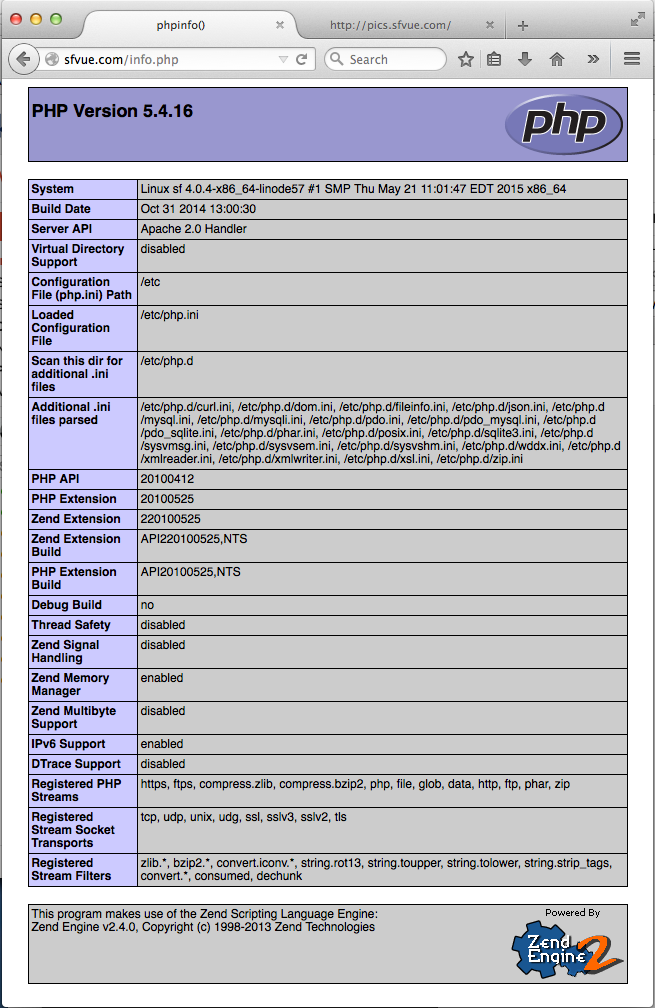 phpinfo()
http://pics.sfvue.com/
sfvue.com/info.php
Search
PHP Version 5.4.16
php
System
Linux sf 4.0.4-x86_64-linode57 #1 SMP Thu May 21 11:01:47 EDT 2015 x86_64
Build Date
Oct 31 2014 13:00:30
Server API
Apache 2.0 Handler
Virtual Directory
Support
disabled
Configuration
File (php.ini) Path
/etc
Loaded
Configuration
File
/etc/php.ini
Scan this dir for
additional .ini
files
/etc/php.d
Additional .ini
files parsed
/etc/php.d/curl.ini, /etc/php.d/dom.ini, /etc/php.d/fileinfo.ini, /etc/php.d/json.ini, /etc/php.d
/mysql.ini, /etc/php.d/mysqli.ini, /etc/php.d/pdo.ini, /etc/php.d/pdo_mysql.ini, /etc/php.d
/pdo_sqlite.ini, /etc/php.d/phar.ini, /etc/php.d/posix.ini, /etc/php.d/sqlite3.ini, /etc/php.d
/sysvmsg.ini, /etc/php.d/sysvsem.ini, /etc/php.d/sysvshm.ini, /etc/php.d/wddx.ini, /etc/php.d
/xmlreader.ini, /etc/php.d/xmlwriter.ini, /etc/php.d/xsl.ini, /etc/php.d/zip.ini
PHP API
20100412
PHP Extension
20100525
Zend Extension
220100525
Zend Extension
Build
API220100525,NTS
PHP Extension
Build
API20100525,NTS
Debug Build
no
Thread Safety
disabled
Zend Signal
Handling
disabled
Zend Memory
Manager
enabled
Zend Multibyte
Support
disabled
IPv6 Support
enabled
DTrace Support
disabled
Registered PHP
Streams
https, ftps, compress.zlib, compress.bzip2, php, file, glob, data, http, ftp, phar, zip
Registered
Stream Socket
Transports
tcp, udp, unix, udg, ssl, sslv3, sslv2, tls
Registered
Stream Filters
zlib.*, bzip2.*, convert.iconv.*, string.rot13, string.toupper, string.tolower, string.strip_tags,
convert.*, consumed, dechunk
This program makes use of the Zend Scripting Language Engine:
Zend Engine v2.4.0, Copyright (c) 1998-2013 Zend Technologies
Powered By
Zend
Engine 2